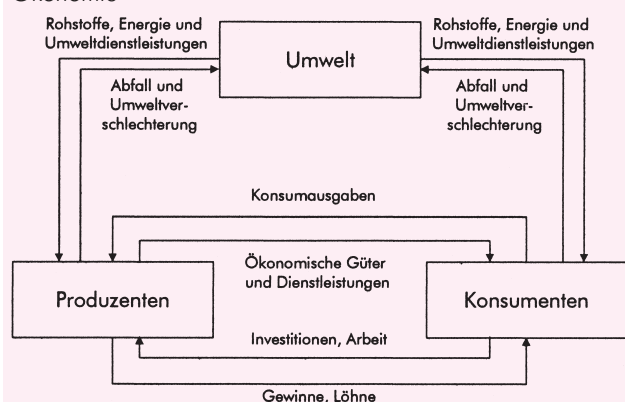 Ökonomie
Rohstoffe, Energie und
Umweltdienstleistungen
Umwelt
Rohstoffe, Energie und
Umweltdienstleistungen
Abfall und
Umweltver-
schlechterung
Abfall und
Umweltver-
schlechterung
Konsumausgaben
Ökonomische Güter
und Dienstleistungen
Produzenten
Konsumenten
Investitionen, Arbeit
Gewinne, Löhne